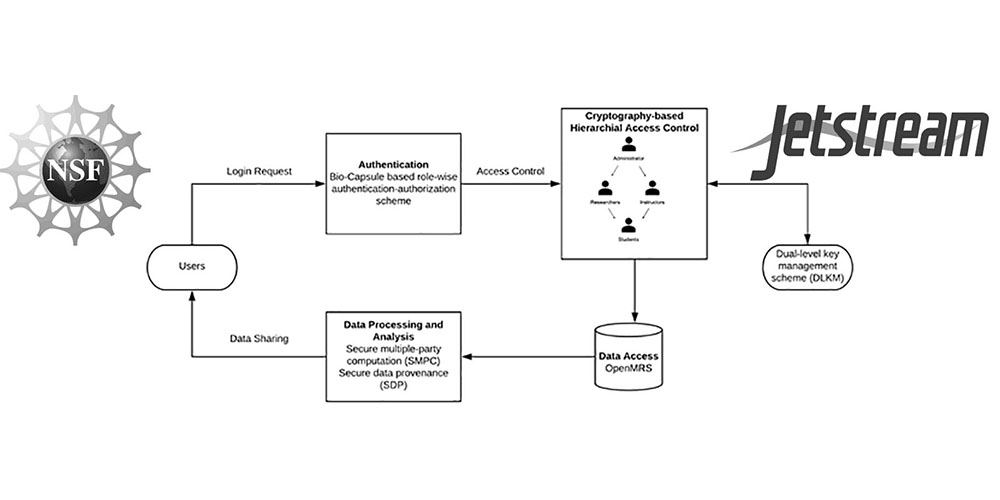 NSF
Jetstream
Login Request
Authentication
Bio-Capsule based role-wise
authentication-authorization
scheme
Access Control
Cryptography-based
Hierarchial Access Control
Administrator
Researchers
Instructors
Students
Users
Dual-level key
management
scheme (DLKM)
Data Sharing
Data Processing and
Analysis
Secure multiple-party
computation (SMPC)
Secure data provenance
(SDP)
Data Access
OpenMRS